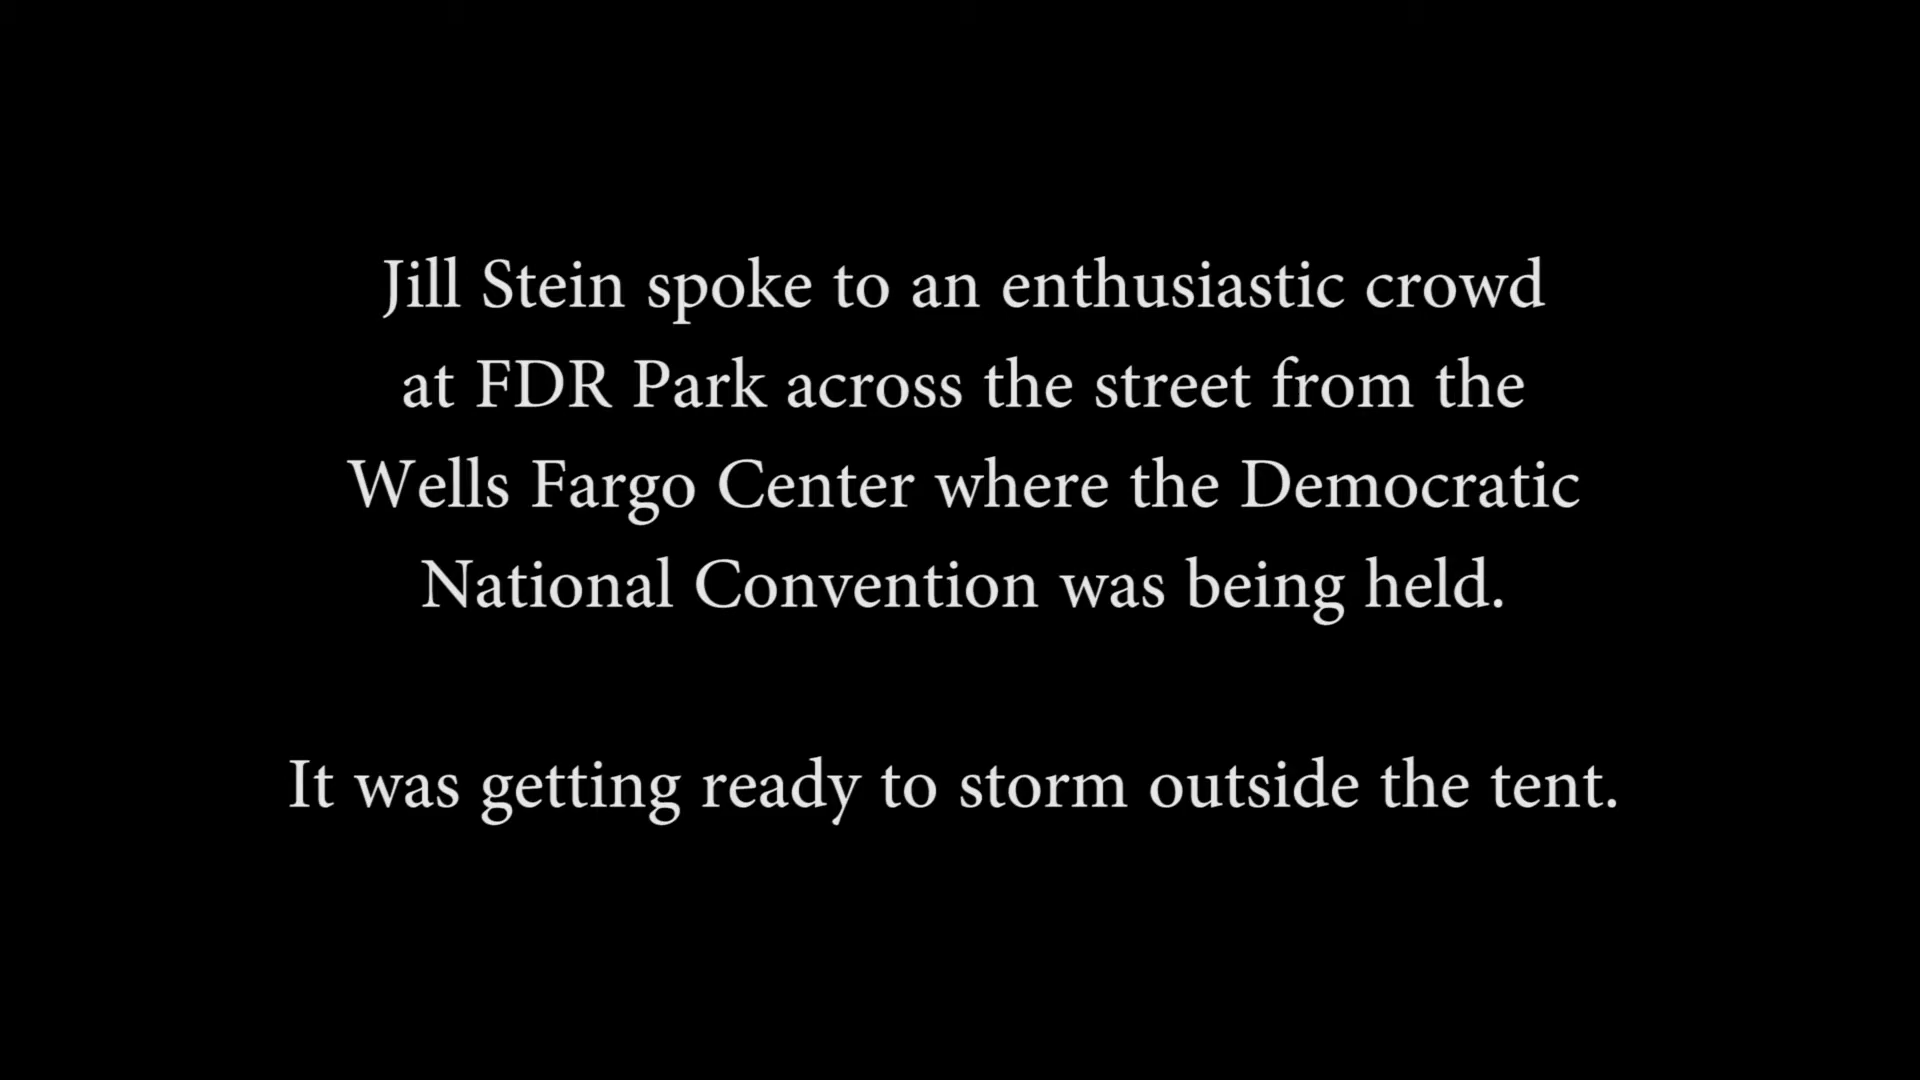 Jill Stein spoke to an enthusiastic crowd
at FDR Park across the street from the
Wells Fargo Center where the Democratic
National Convention was being held.
It was getting ready to storm outside the tent.